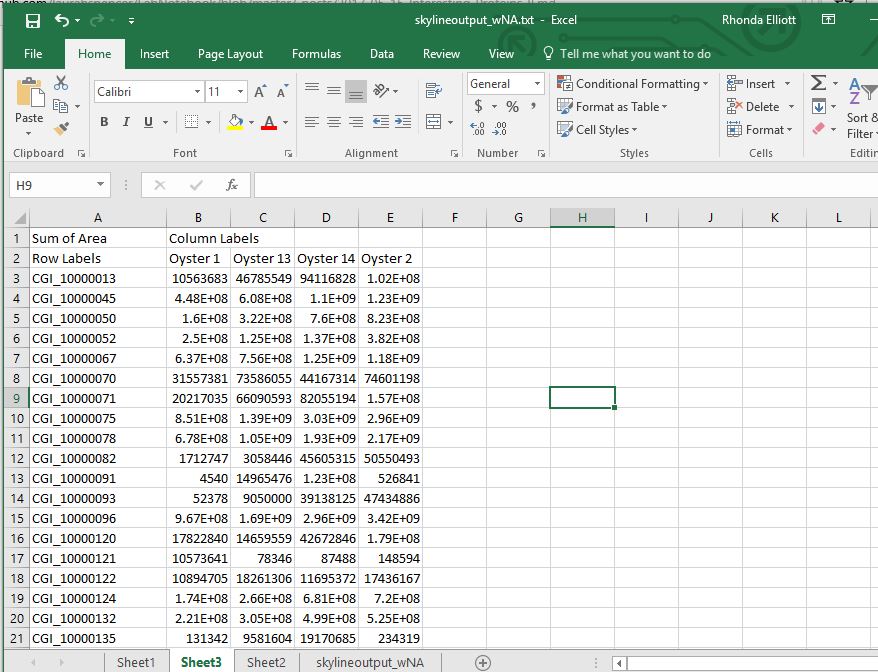 skylineoutput_wNA.txt - Excel Rhonda Elliott
File Home Insert Page Layout Formulas Data Review View Tell me what you want to do
Calibri 11 General Conditional Formatting Insert
Paste $ % , Format as Table Delete Sort &
B I U A Cell Styles Format Filter
Clipboard Font Alignment Number Styles Cells
H9 fx
A B C D E F G H I J K L
1 Sum of Area Column Labels
2 Row Labels Oyster 1 Oyster 13 Oyster 14 Oyster 2
3 CGI_10000013 10563683 46785549 94116828 1.02E+08
4 CGI_10000045 4.48E+08 6.08E+08 1.1E+09 1.23E+09
5 CGI_10000050 1.6E+08 3.22E+08 7.6E+08 8.23E+08
6 CGI_10000052 2.5E+08 1.25E+08 1.37E+08 3.82E+08
7 CGI_10000067 6.37E+08 7.56E+08 1.25E+09 1.18E+09
8 CGI_10000070 31557381 73586055 44167314 74601198
9 CGI_10000071 20217035 66090593 82055194 1.57E+08
10 CGI_10000075 8.51E+08 1.39E+09 3.03E+09 2.96E+09
11 CGI_10000078 6.78E+08 1.05E+09 1.93E+09 2.17E+09
12 CGI_10000082 1712747 3058446 45605315 50550493
13 CGI_10000091 4540 14965476 1.23E+08 526841
14 CGI_10000093 52378 9050000 39138125 47434886
15 CGI_10000096 9.67E+08 1.69E+09 2.96E+09 3.42E+09
16 CGI_10000120 17822840 14659559 42672846 1.79E+08
17 CGI_10000121 10573641 78346 87488 148594
18 CGI_10000122 10894705 18261306 11695372 17436167
19 CGI_10000124 1.74E+08 2.66E+08 6.81E+08 7.2E+08
20 CGI_10000132 2.21E+08 3.05E+08 4.99E+08 5.25E+08
21 CGI_10000135 131342 9581604 19170685 234319
Sheet1 Sheet3 Sheet2 skylineoutput_wNA